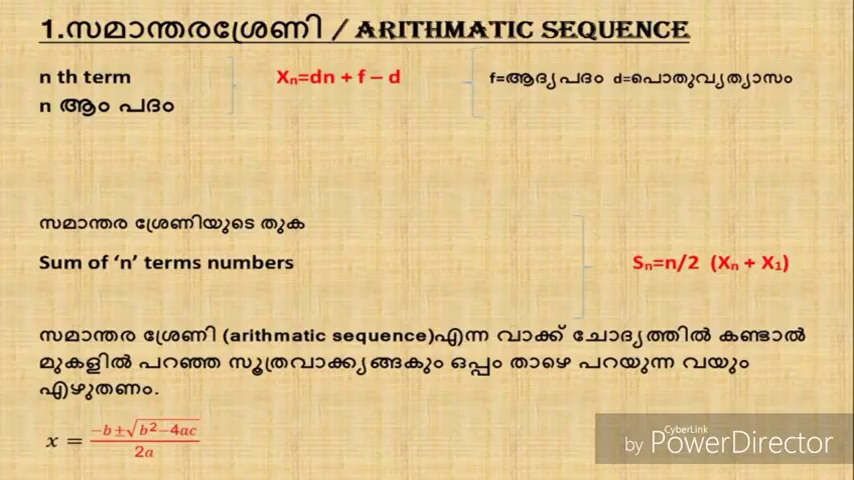 1.സമാന്തരശ്രേണി / ARITHMATIC SEQUENCE
n th term Xₙ=dn + f – d f=ആദ്യപദം d=പൊതുവ്യത്യാസം
n ആം പദം
സമാന്തര ശ്രേണിയുടെ തുക
Sum of ‘n’ terms numbers Sₙ=n/2 (Xₙ + X₁)
സമാന്തര ശ്രേണി (arithmatic sequence)എന്ന വാക്ക് ചോദ്യത്തിൽ കണ്ടാൽ
മുകളിൽ പറഞ്ഞ സൂത്രവാക്യങ്ങകും ഒപ്പം താഴെ പറയുന്ന വയും
എഴുതണം.
x = (−b ± √(b²−4ac)) / 2a
CyberLink
by PowerDirector